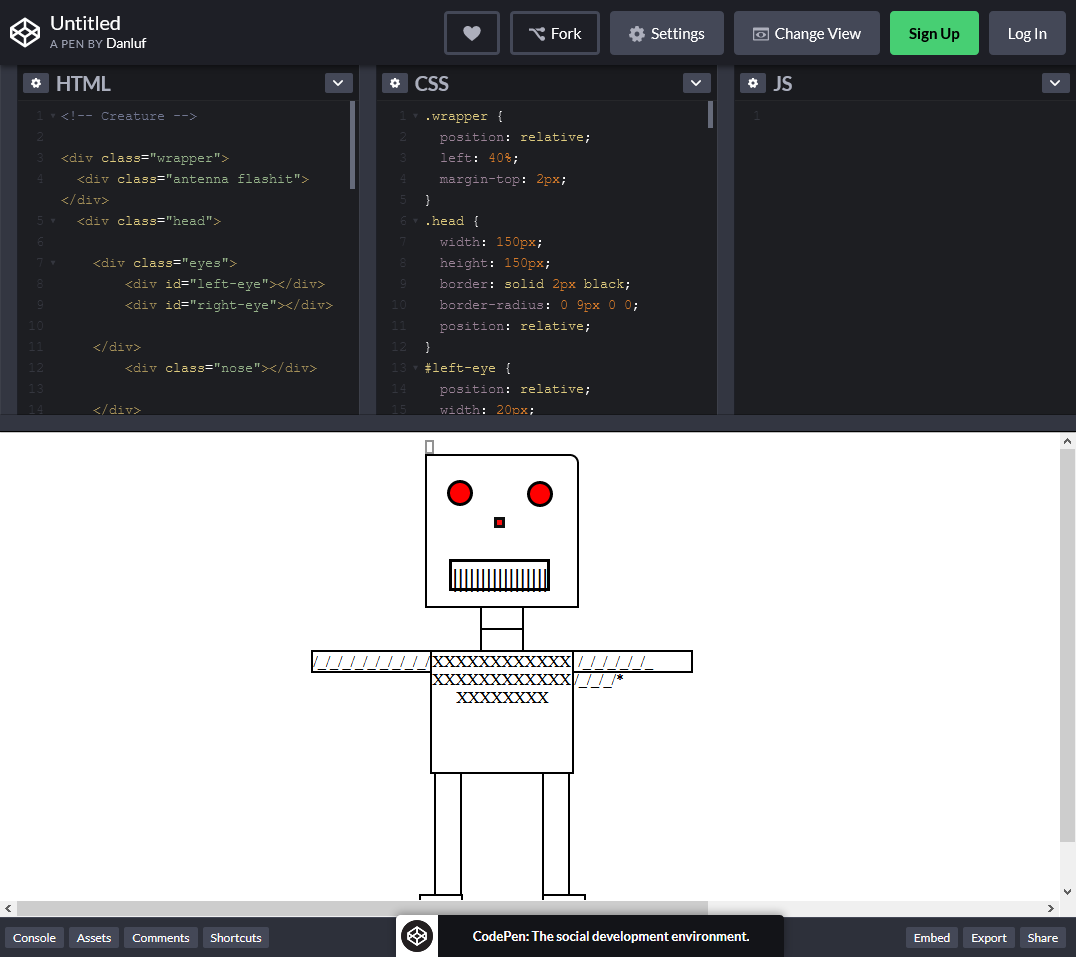 Untitled
A PEN BY Danluf
Fork
Settings
Change View
Sign Up
Log In
HTML
1 <!-- Creature -->
2
3 <div class="wrapper">
4 <div class="antenna flashit">
</div>
5 <div class="head">
6
7 <div class="eyes">
8 <div id="left-eye"></div>
9 <div id="right-eye"></div>
10
11 </div>
12 <div class="nose"></div>
13
14 </div>
CSS
1 .wrapper {
2 position: relative;
3 left: 40%;
4 margin-top: 2px;
5 }
6 .head {
7 width: 150px;
8 height: 150px;
9 border: solid 2px black;
10 border-radius: 0 9px 0 0;
11 position: relative;
12 }
13 #left-eye {
14 position: relative;
15 width: 20px;
JS
1
|||||||||||||||||
/_/_/_/_/_/_/_/_/_/_/XXXXXXXXXXXX /_/_/_/_/_/_
XXXXXXXXXXXX/_/_/_/*
XXXXXXXX
Console
Assets
Comments
Shortcuts
CodePen: The social development environment.
Embed
Export
Share